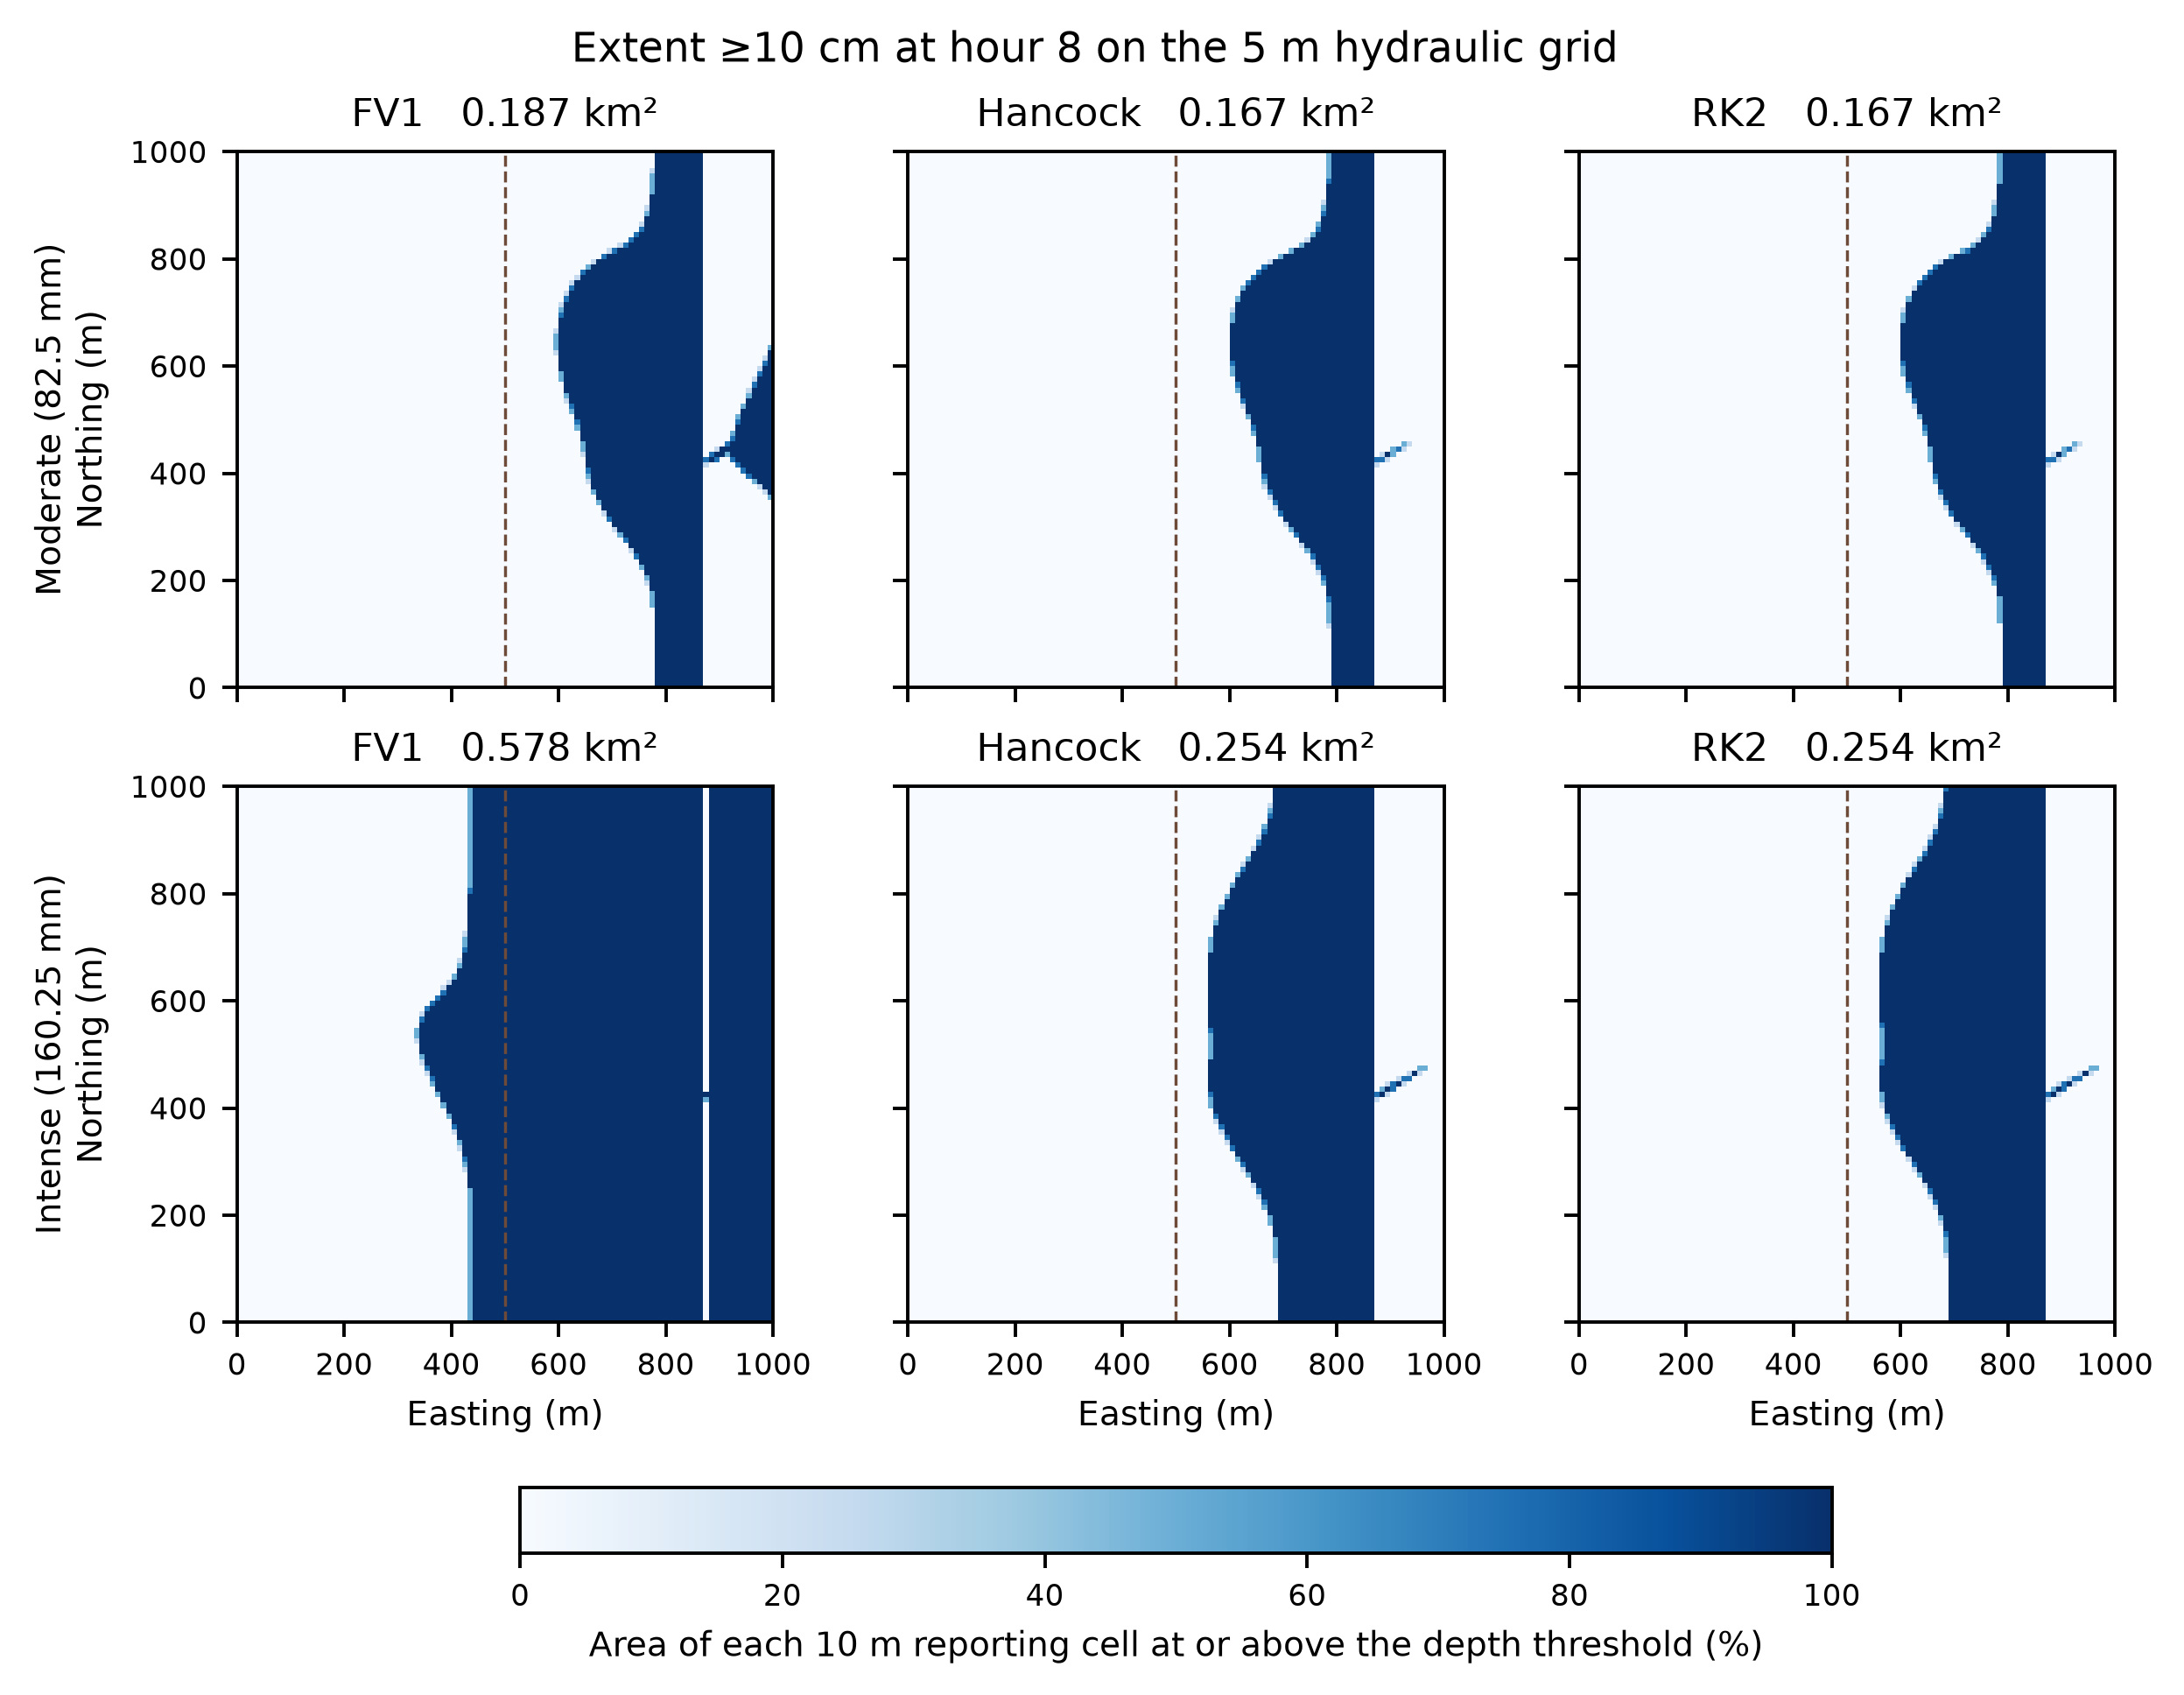 Extent ≥10 cm at hour 8 on the 5 m hydraulic grid
FV1   0.187 km²
Hancock   0.167 km²
RK2   0.167 km²
Moderate (82.5 mm)
Northing (m)
1000
800
600
400
200
0
FV1   0.578 km²
Hancock   0.254 km²
RK2   0.254 km²
Intense (160.25 mm)
Northing (m)
1000
800
600
400
200
0
0 200 400 600 800 1000
0 200 400 600 800 1000
0 200 400 600 800 1000
Easting (m)
Easting (m)
Easting (m)
0 20 40 60 80 100
Area of each 10 m reporting cell at or above the depth threshold (%)